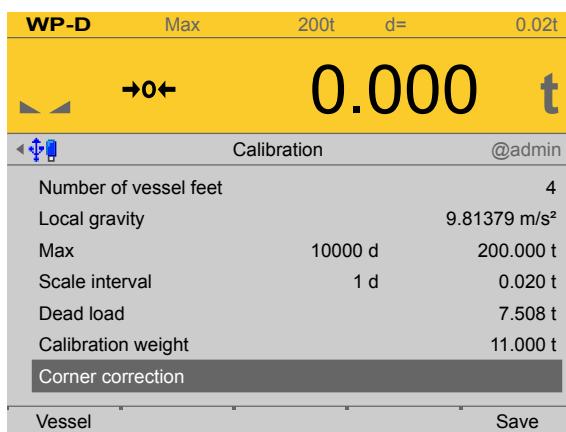 WP-D Max 200t d= 0.02t
→0← 0.000 t
Calibration @admin
Number of vessel feet 4
Local gravity 9.81379 m/s²
Max 10000 d 200.000 t
Scale interval 1 d 0.020 t
Dead load 7.508 t
Calibration weight 11.000 t
Corner correction
Vessel Save